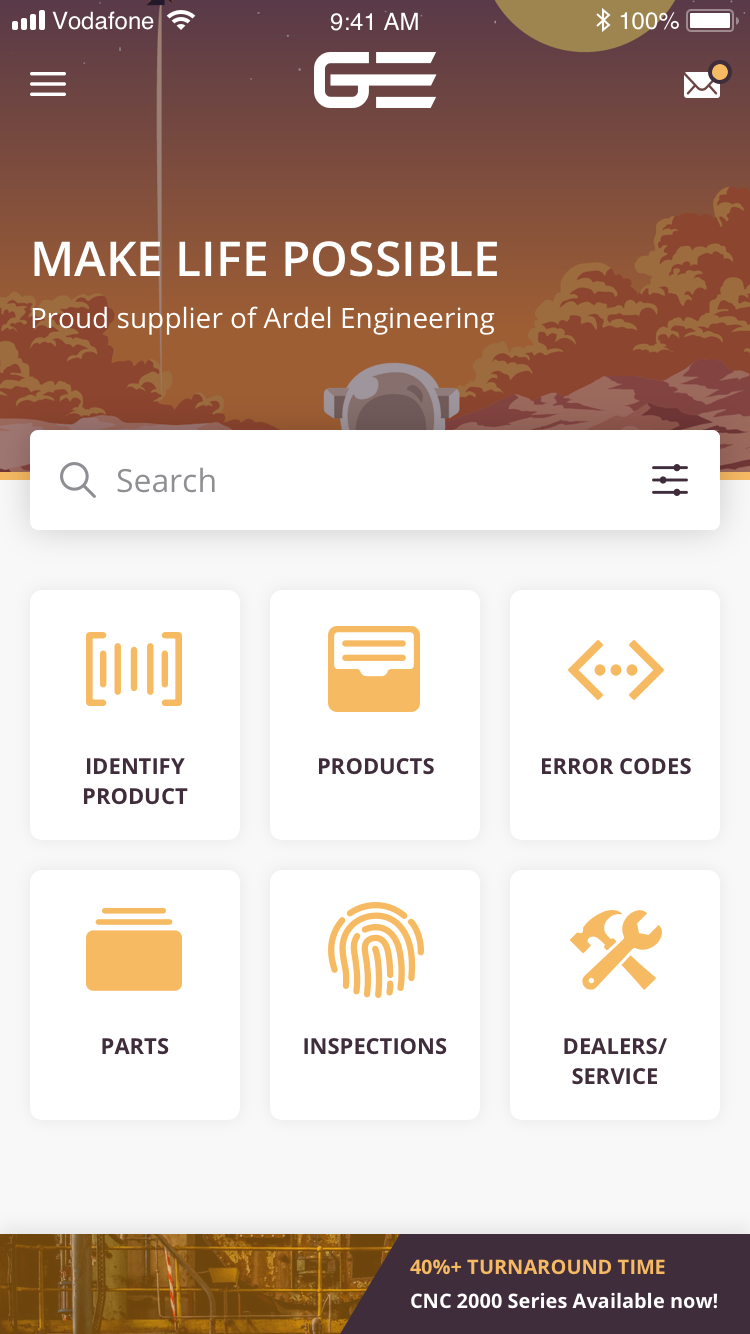 Vodafone 9:41 AM 100%
GE
MAKE LIFE POSSIBLE
Proud supplier of Ardel Engineering
Search
IDENTIFY
PRODUCT
PRODUCTS
ERROR CODES
PARTS
INSPECTIONS
DEALERS/
SERVICE
40%+ TURNAROUND TIME
CNC 2000 Series Available now!